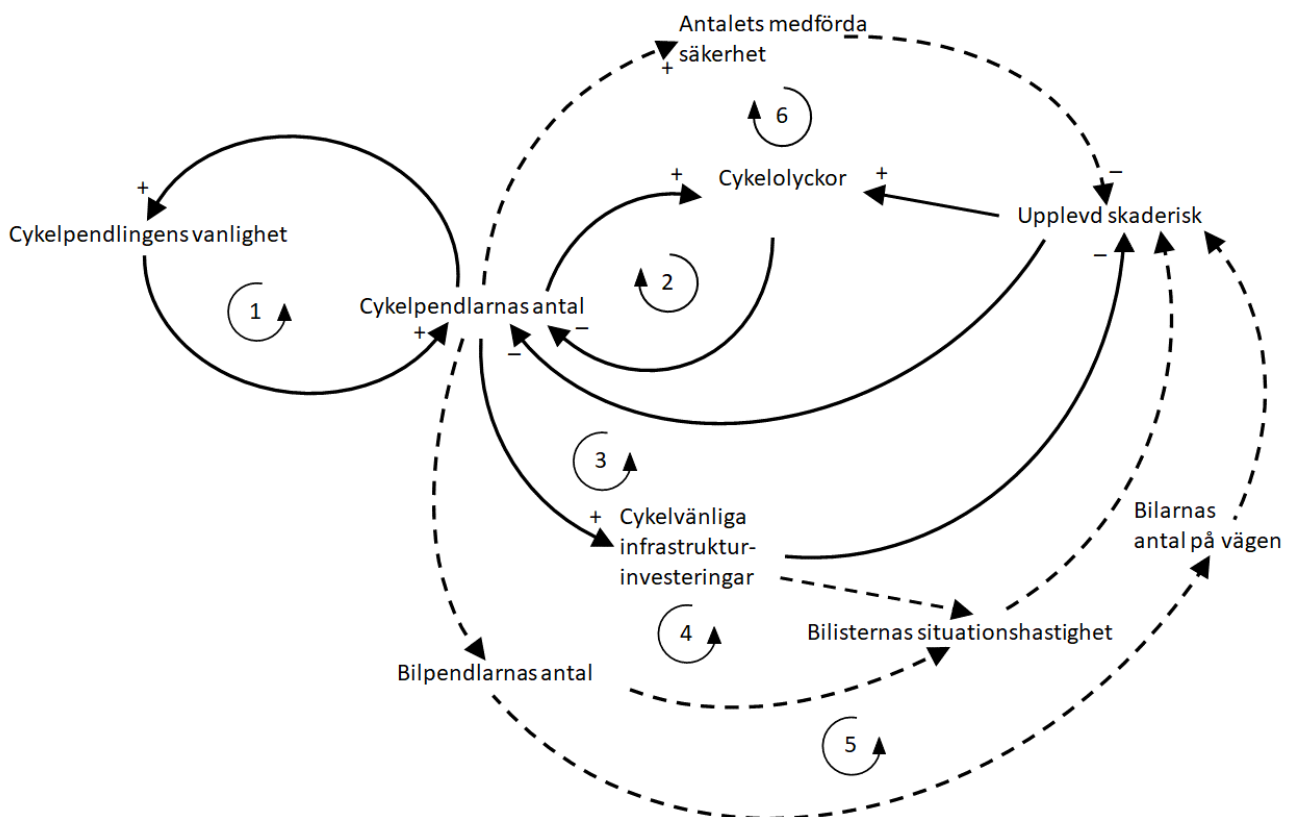 Antalets medförda
säkerhet
+
6
+
Cykelolyckor
+
–
Upplevd skaderisk
+
Cykelpendlingens vanlighet
–
1
2
Cykelpendlarnas antal
+
–
–
3
+
Cykelvänliga
infrastruktur-
investeringar
Bilarnas
antal på vägen
4
Bilisternas situationshastighet
Bilpendlarnas antal
5